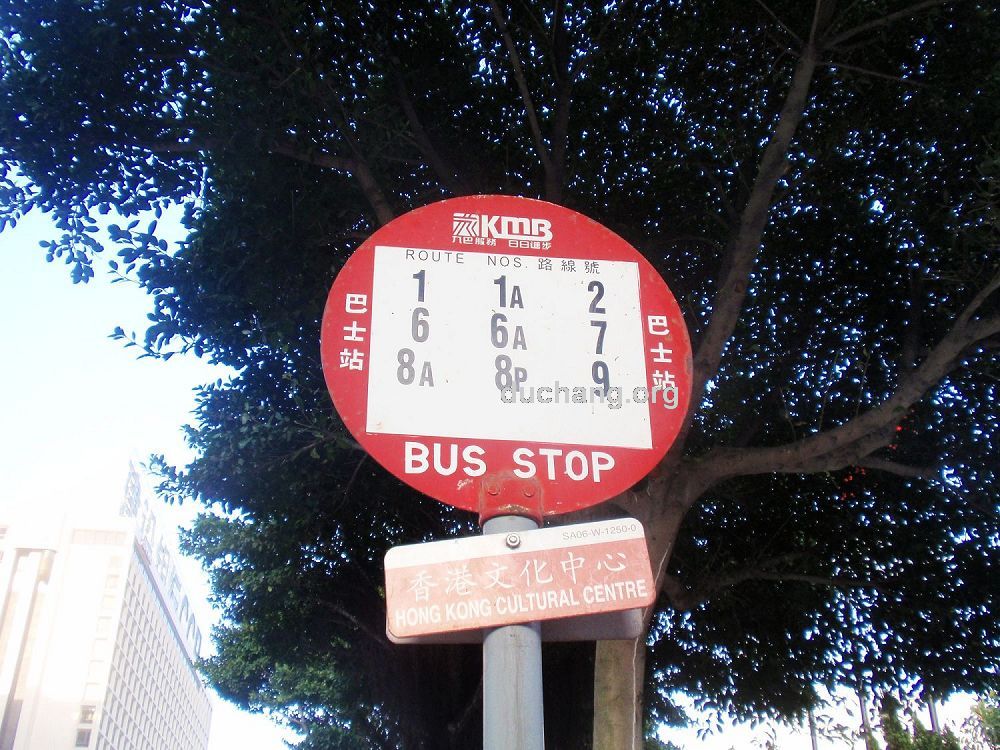 KMB
九巴服務 日日進步
ROUTE NOS. 路線號
1 1A 2
6 6A 7
8A 8P 9
巴士站
巴士站
duchang.org
BUS STOP
SA06-W-1250-0
香港文化中心
HONG KONG CULTURAL CENTRE